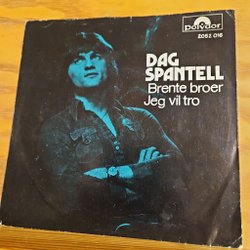 Polydor
2052 016
DAG
SPANTELL
Brente broer
Jeg vil tro